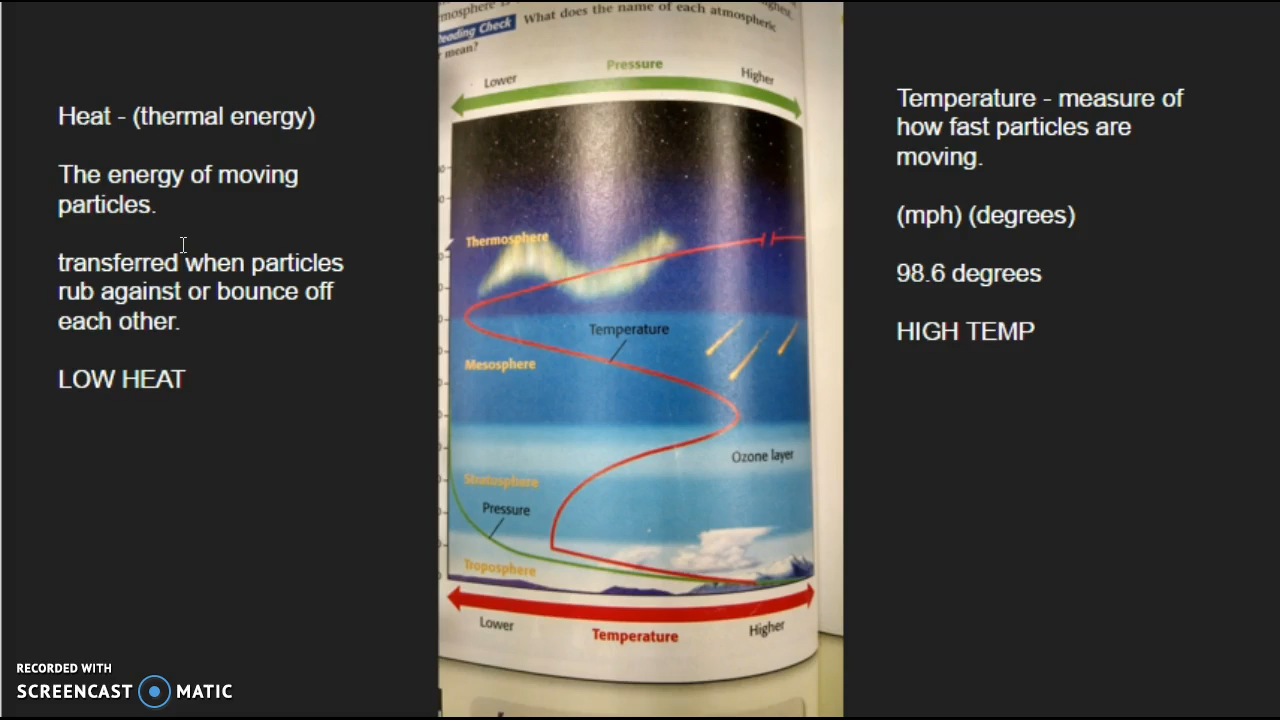 Heat - (thermal energy)
The energy of moving
particles.
transferred when particles
rub against or bounce off
each other.
LOW HEAT
RECORDED WITH
SCREENCAST MATIC
What does the name of each atmospheric
Reading Check
mean?
Pressure
Lower
Higher
Thermosphere
Temperature
Mesosphere
Ozone layer
Stratosphere
Pressure
Troposphere
Lower
Temperature
Higher
Temperature - measure of
how fast particles are
moving.
(mph) (degrees)
98.6 degrees
HIGH TEMP